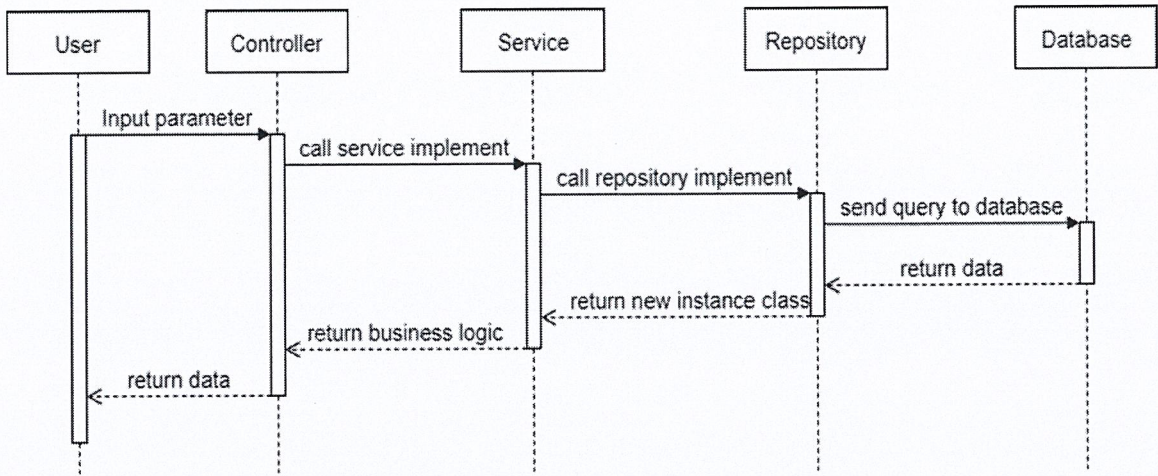 User
Controller
Service
Repository
Database
Input parameter
call service implement
call repository implement
send query to database
return data
return new instance class
return business logic
return data